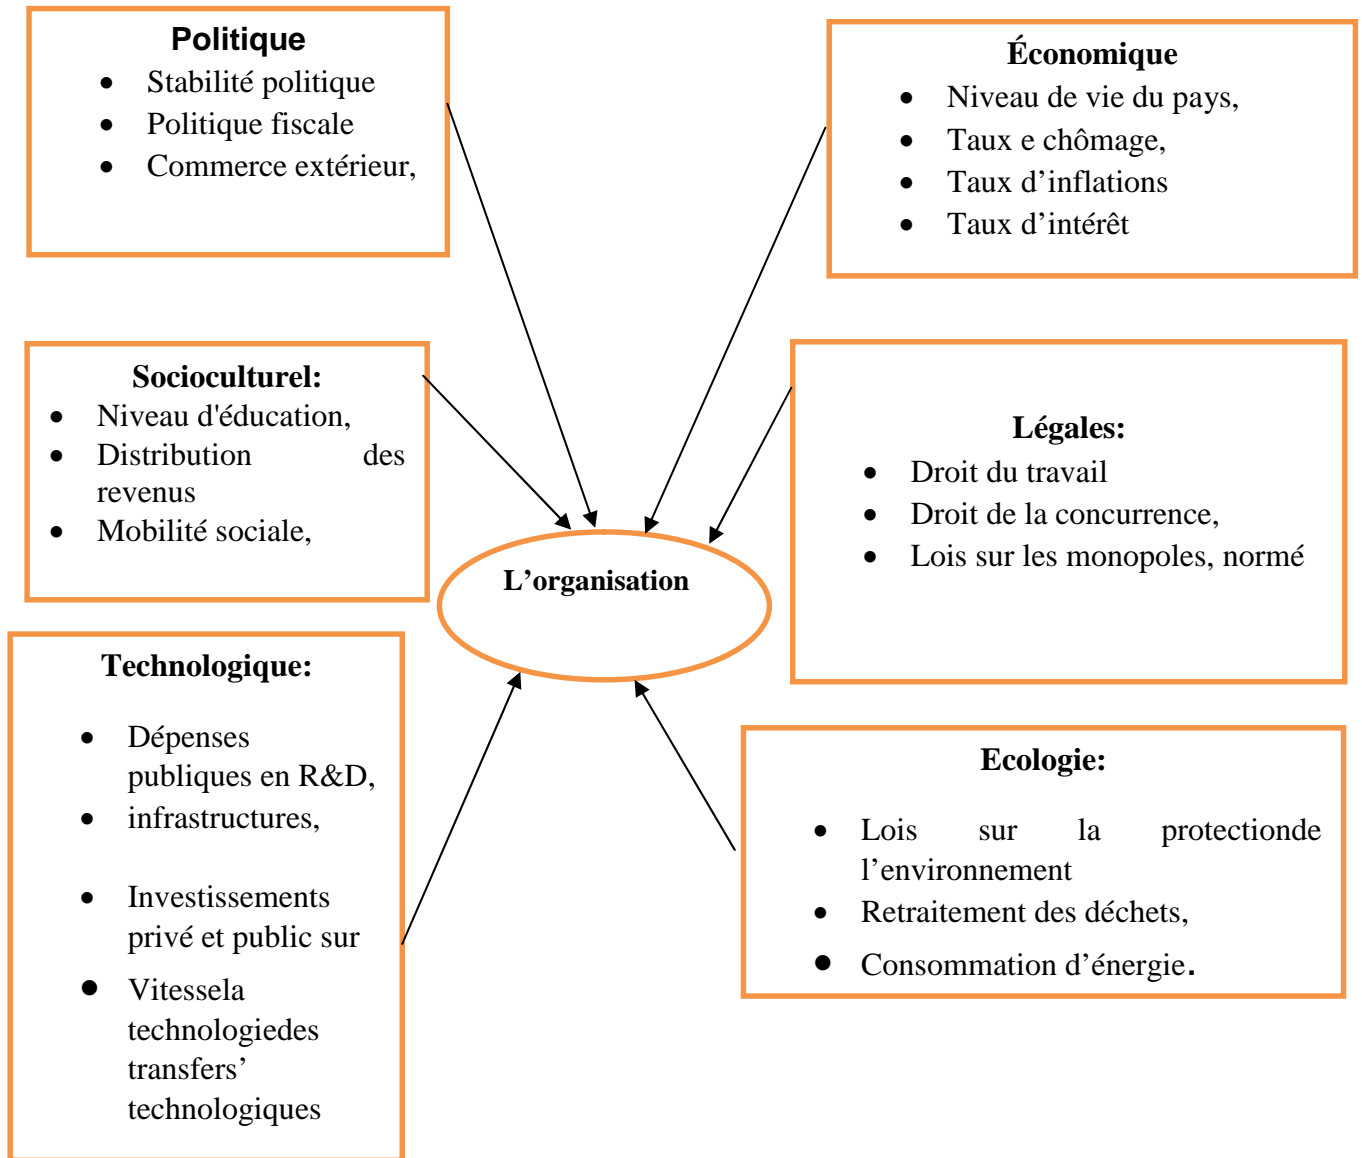 Politique
• Stabilité politique
• Politique fiscale
• Commerce extérieur,
Économique
• Niveau de vie du pays,
• Taux e chômage,
• Taux d’inflations
• Taux d’intérêt
Socioculturel:
• Niveau d'éducation,
• Distribution des
revenus
• Mobilité sociale,
Légales:
• Droit du travail
• Droit de la concurrence,
• Lois sur les monopoles, normé
L’organisation
Technologique:
• Dépenses
publiques en R&D,
• infrastructures,
• Investissements
privé et public sur
• Vitessela
technologiedes
transfers’
technologiques
Ecologie:
• Lois sur la protectionde
l’environnement
• Retraitement des déchets,
• Consommation d’énergie.